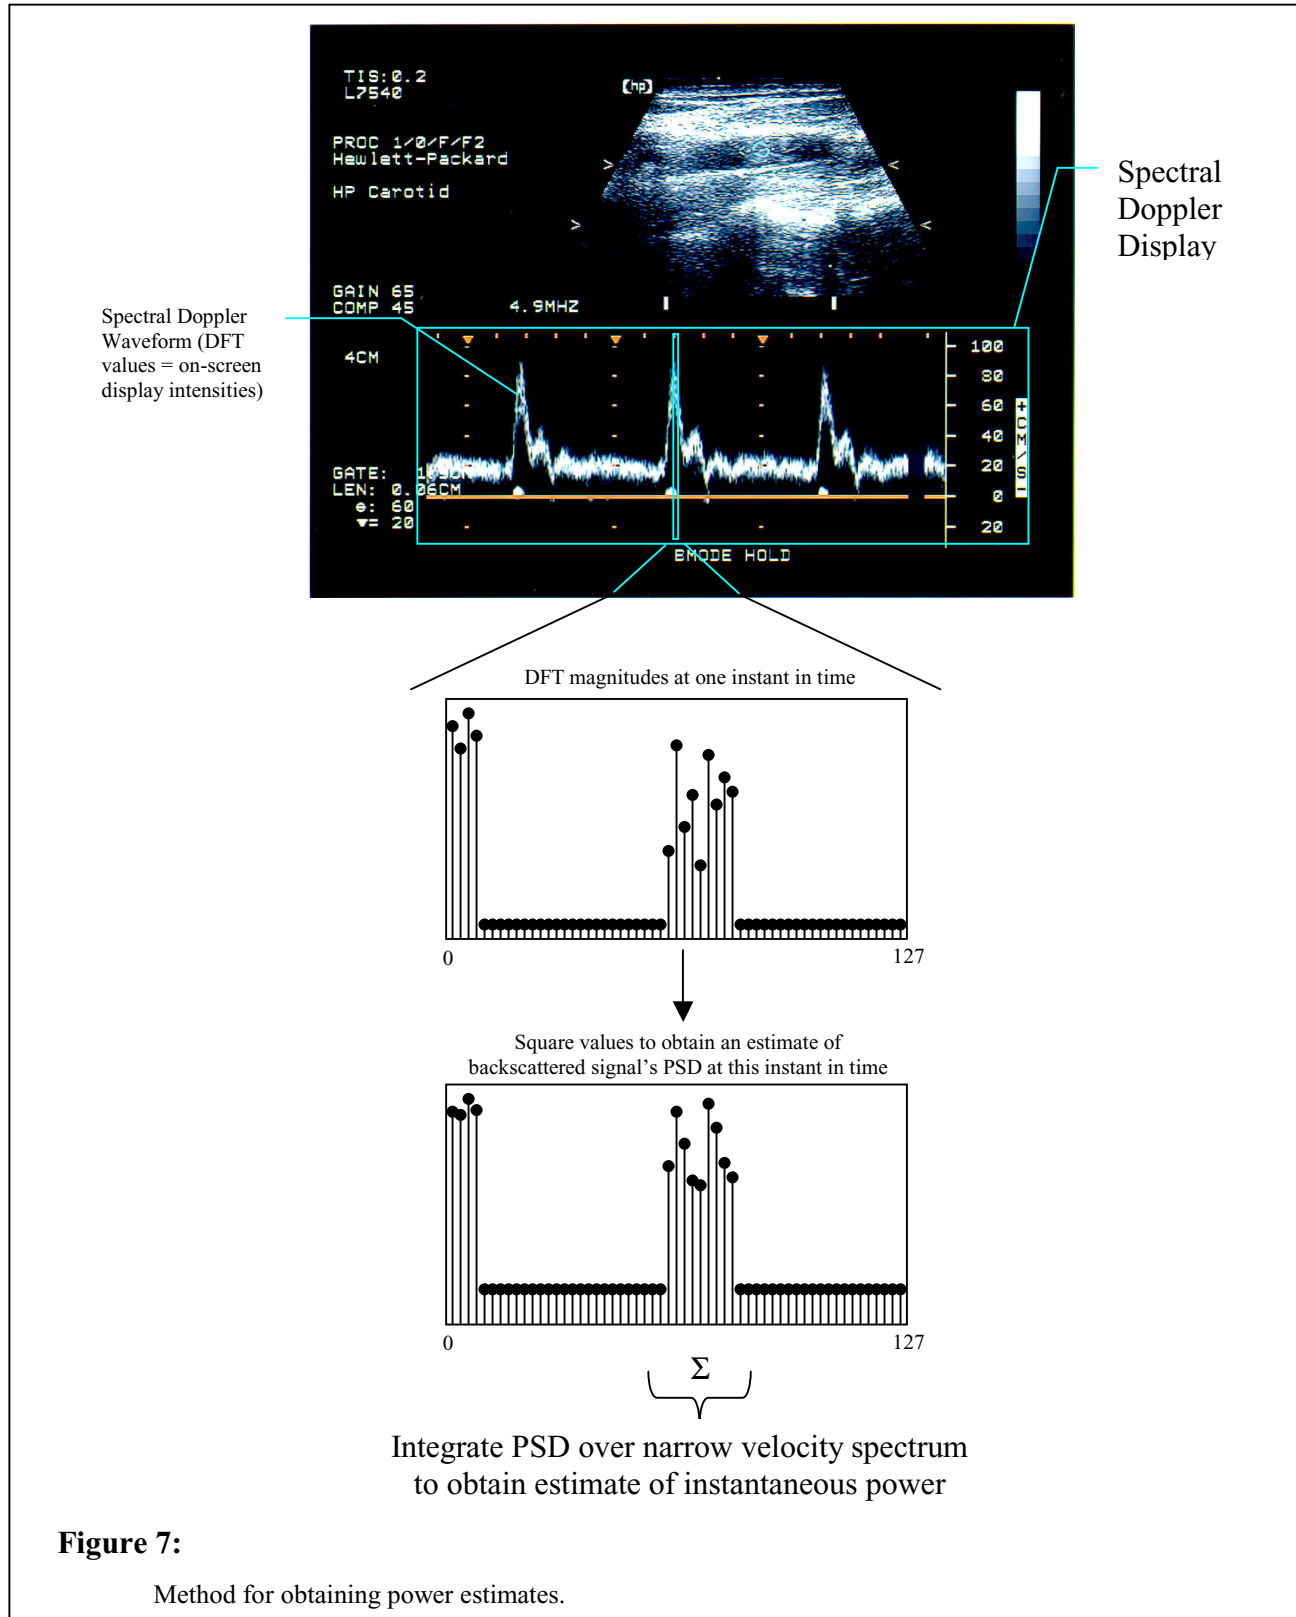 TIS:0.2
L7540
[hp]
PROC 1/0/F/F2
Hewlett-Packard
HP Carotid
Spectral
Doppler
Display
GAIN 65
COMP 45
4.9MHZ
Spectral Doppler
Waveform (DFT
values = on-screen
display intensities)
4CM
100
80
60
40
20
0
20
+CM/S-
GATE:
LEN: 0.06CM
θ: 60
▼= 20
BMODE HOLD
DFT magnitudes at one instant in time
0
127
Square values to obtain an estimate of
backscattered signal's PSD at this instant in time
0
127
Σ
Integrate PSD over narrow velocity spectrum
to obtain estimate of instantaneous power
Figure 7:
Method for obtaining power estimates.